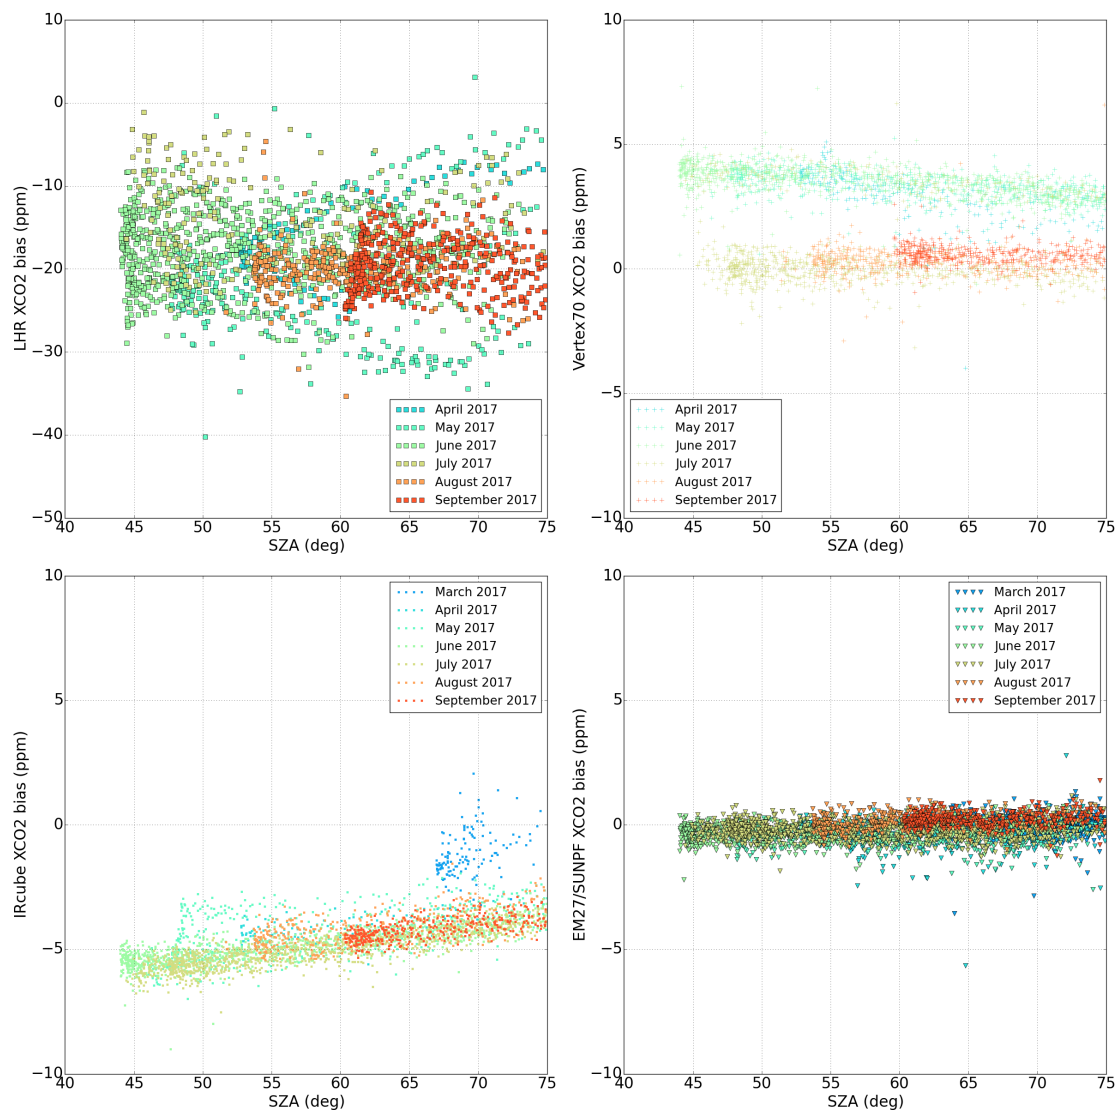 10
0
−10
−20
−30
−40
−50
40 45 50 55 60 65 70 75
LHR XCO2 bias (ppm)
SZA (deg)
April 2017
May 2017
June 2017
July 2017
August 2017
September 2017
10
5
0
−5
−10
40 45 50 55 60 65 70 75
Vertex70 XCO2 bias (ppm)
SZA (deg)
April 2017
May 2017
June 2017
July 2017
August 2017
September 2017
10
5
0
−5
−10
40 45 50 55 60 65 70 75
IRcube XCO2 bias (ppm)
SZA (deg)
March 2017
April 2017
May 2017
June 2017
July 2017
August 2017
September 2017
10
5
0
−5
−10
40 45 50 55 60 65 70 75
EM27/SUNPF XCO2 bias (ppm)
SZA (deg)
March 2017
April 2017
May 2017
June 2017
July 2017
August 2017
September 2017